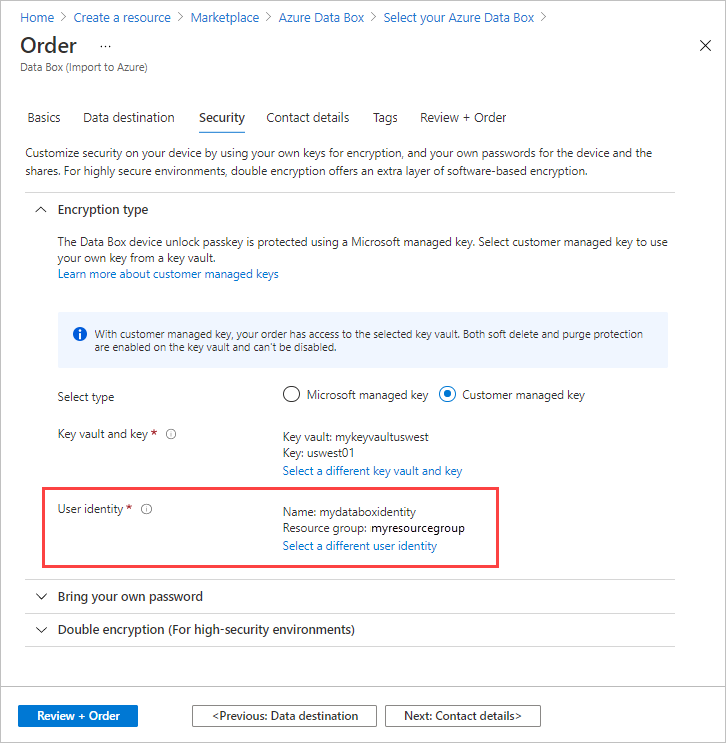 Home > Create a resource > Marketplace > Azure Data Box > Select your Azure Data Box >
Order ...
Data Box (Import to Azure)
Basics Data destination Security Contact details Tags Review + Order
Customize security on your device by using your own keys for encryption, and your own passwords for the device and the
shares. For highly secure environments, double encryption offers an extra layer of software-based encryption.
Encryption type
The Data Box device unlock passkey is protected using a Microsoft managed key. Select customer managed key to use
your own key from a key vault.
Learn more about customer managed keys
With customer managed key, your order has access to the selected key vault. Both soft delete and purge protection
are enabled on the key vault and can't be disabled.
Select type Microsoft managed key Customer managed key
Key vault and key * Key vault: mykeyvaultuswest
Key: uswest01
Select a different key vault and key
User identity * Name: mydataboxidentity
Resource group: myresourcegroup
Select a different user identity
Bring your own password
Double encryption (For high-security environments)
Review + Order <Previous: Data destination Next: Contact details>